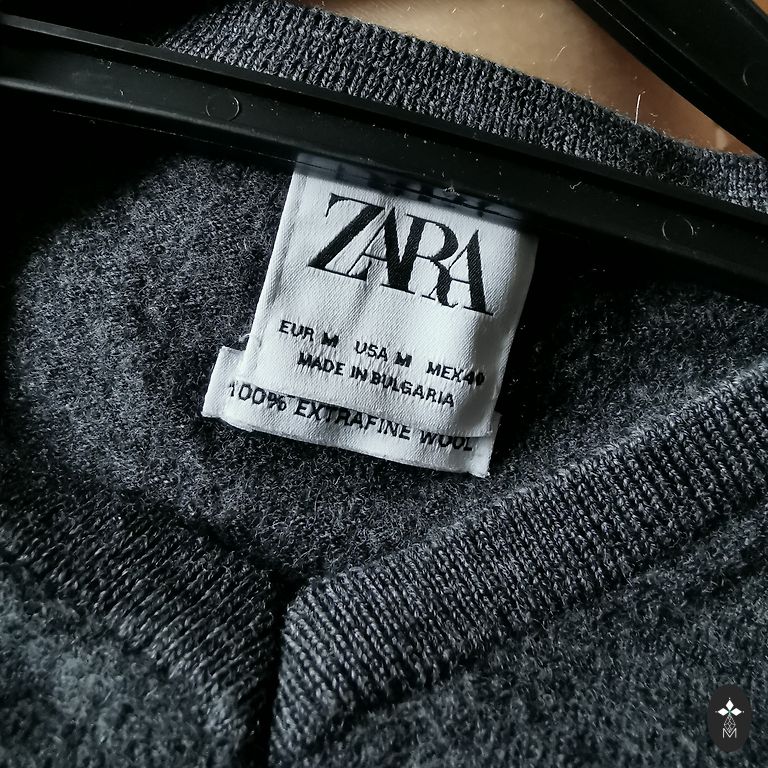 ZARA
EUR M USA M MEX 40
MADE IN BULGARIA
100% EXTRAFINE WOOL
M